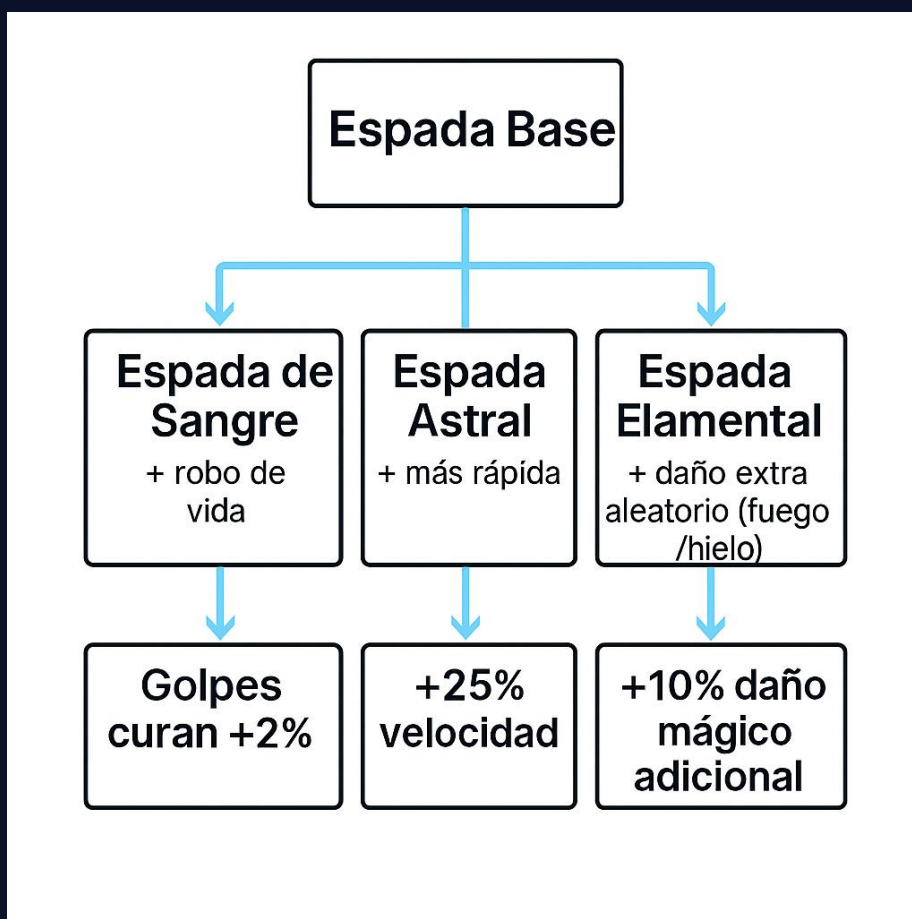 Espada Base
Espada de
Sangre
+ robo de
vida
Espada
Astral
+ más rápida
Espada
Elamental
+ daño extra
aleatorio (fuego
/hielo)
Golpes
curan +2%
+25%
velocidad
+10% daño
mágico
adicional